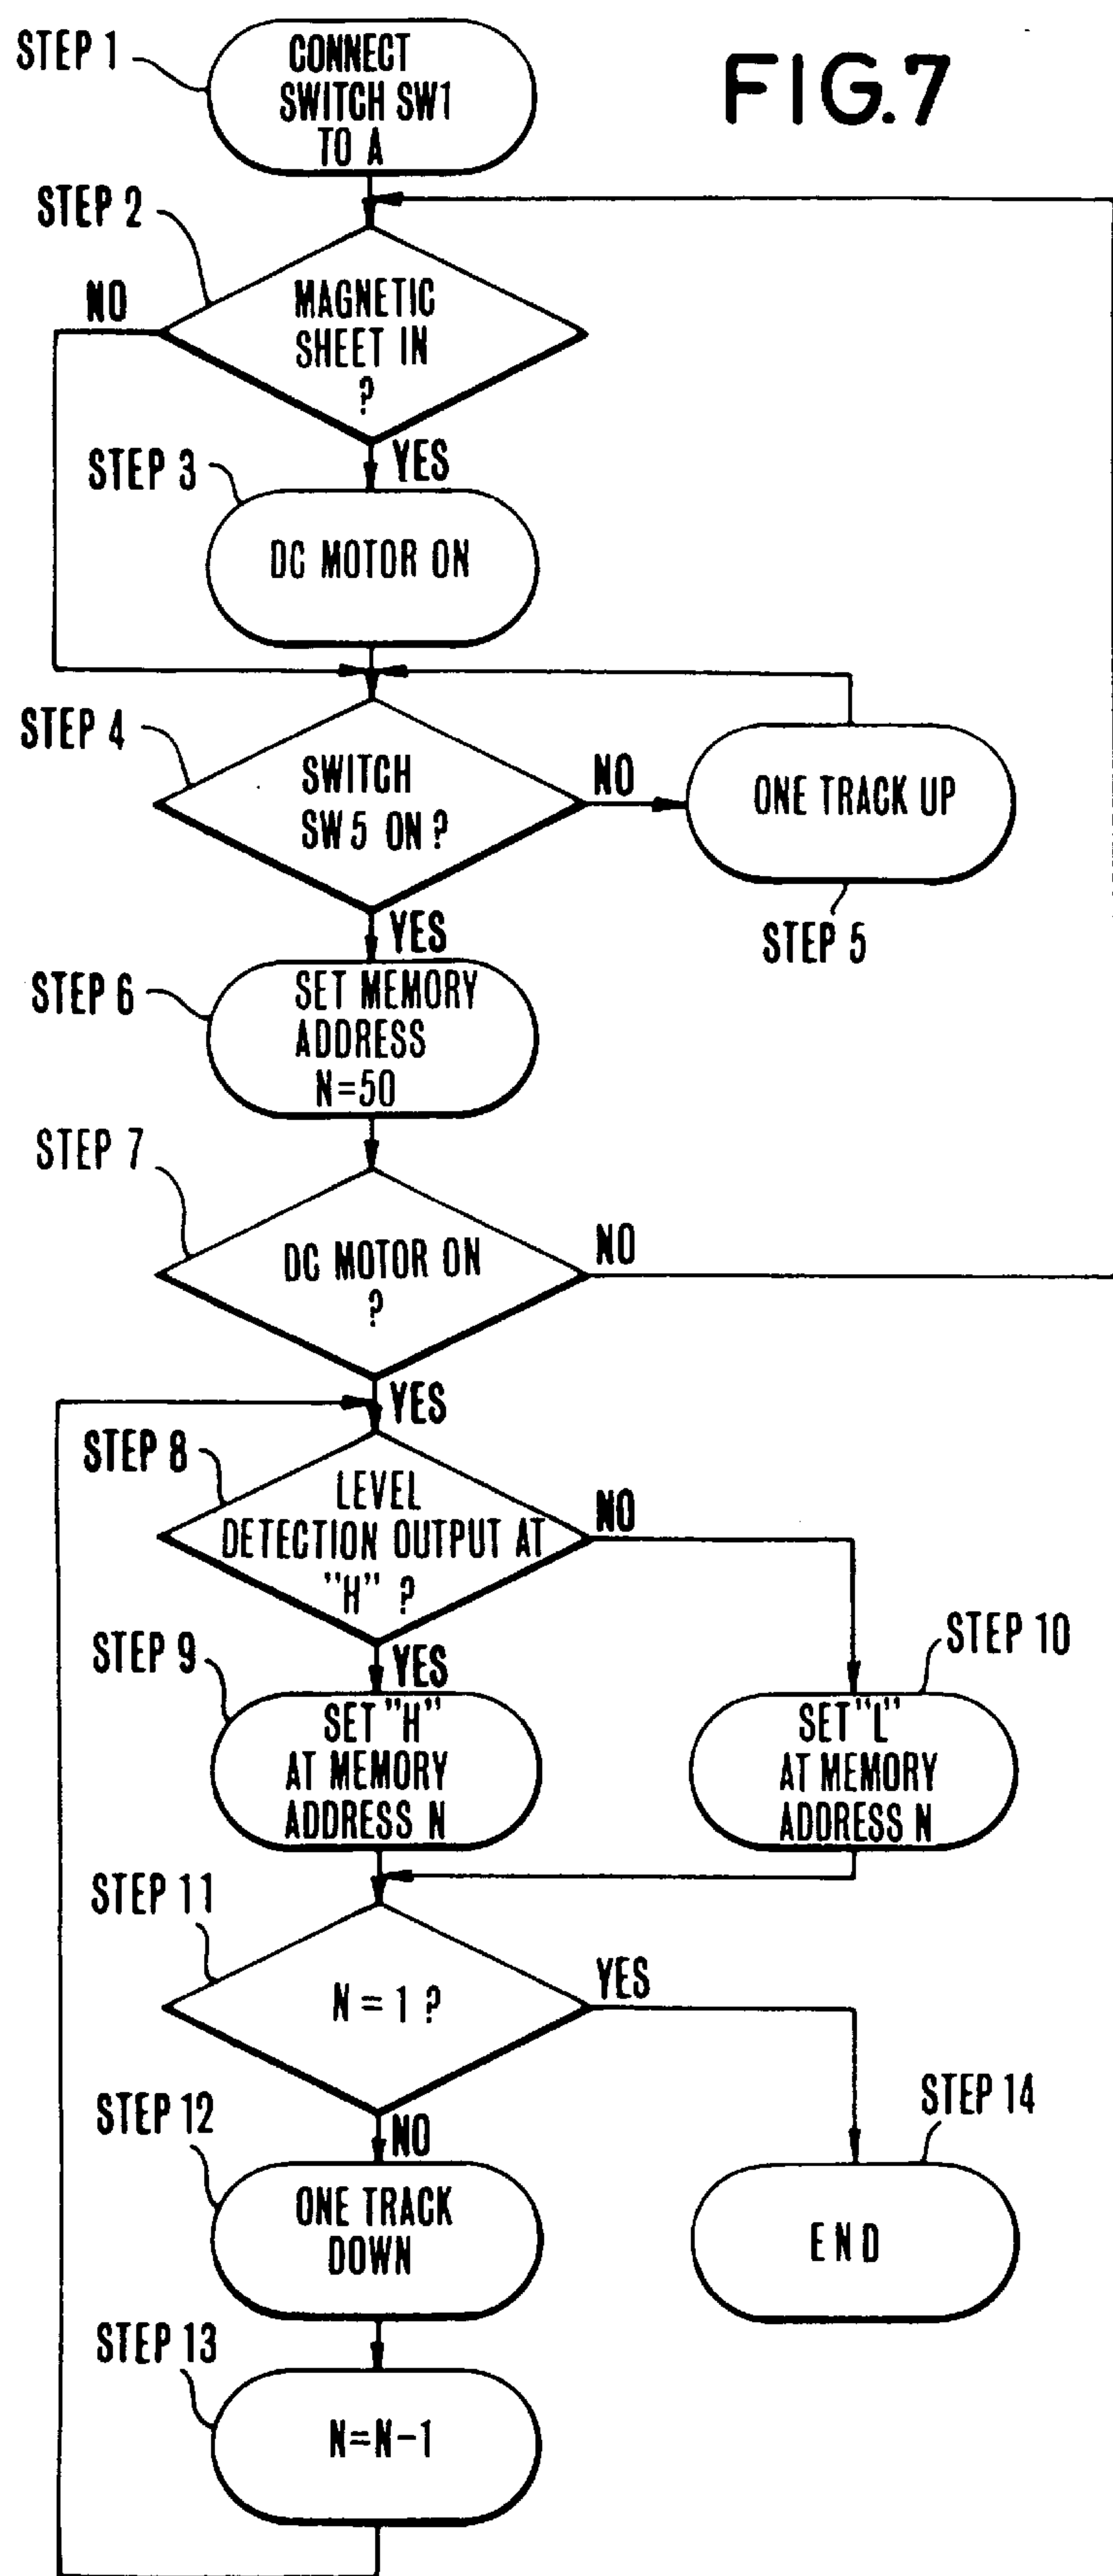 FIG.7
STEP 1
CONNECT
SWITCH SW1
TO A
STEP 2
NO
MAGNETIC
SHEET IN
?
YES
STEP 3
DC MOTOR ON
STEP 4
SWITCH
SW5 ON ?
NO
ONE TRACK UP
STEP 5
YES
STEP 6
SET MEMORY
ADDRESS
N=50
STEP 7
DC MOTOR ON
?
NO
YES
STEP 8
LEVEL
DETECTION OUTPUT AT
"H" ?
NO
YES
STEP 9
SET "H"
AT MEMORY
ADDRESS N
STEP 10
SET "L"
AT MEMORY
ADDRESS N
STEP 11
N = 1 ?
YES
NO
STEP 12
ONE TRACK
DOWN
STEP 14
END
STEP 13
N=N-1